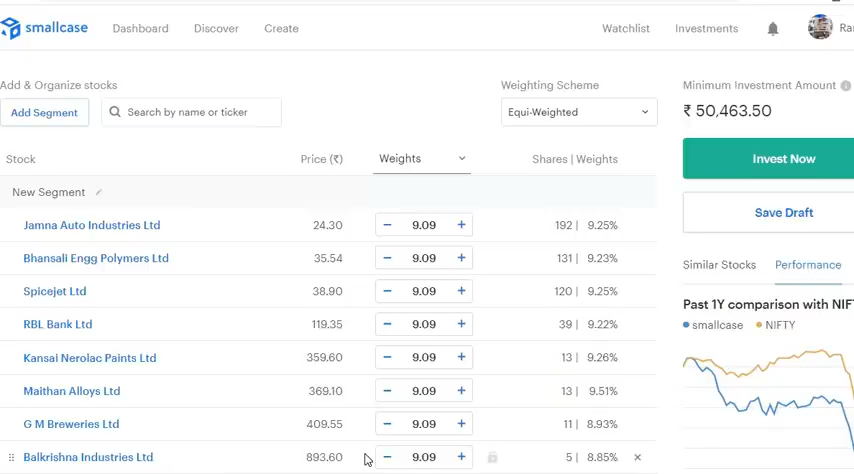 smallcase Dashboard Discover Create Watchlist Investments Ra
Add & Organize stocks Weighting Scheme Minimum Investment Amount
Add Segment Search by name or ticker Equi-Weighted ₹ 50,463.50
Stock Price (₹) Weights Shares | Weights Invest Now
New Segment
Save Draft
Jamna Auto Industries Ltd 24.30 − 9.09 + 192 | 9.25%
Bhansali Engg Polymers Ltd 35.54 − 9.09 + 131 | 9.23%
Similar Stocks Performance
Spicejet Ltd 38.90 − 9.09 + 120 | 9.25%
Past 1Y comparison with NIF
RBL Bank Ltd 119.35 − 9.09 + 39 | 9.22%
smallcase NIFTY
Kansai Nerolac Paints Ltd 359.60 − 9.09 + 13 | 9.26%
Maithan Alloys Ltd 369.10 − 9.09 + 13 | 9.51%
G M Breweries Ltd 409.55 − 9.09 + 11 | 8.93%
Balkrishna Industries Ltd 893.60 − 9.09 + 5 | 8.85% ×